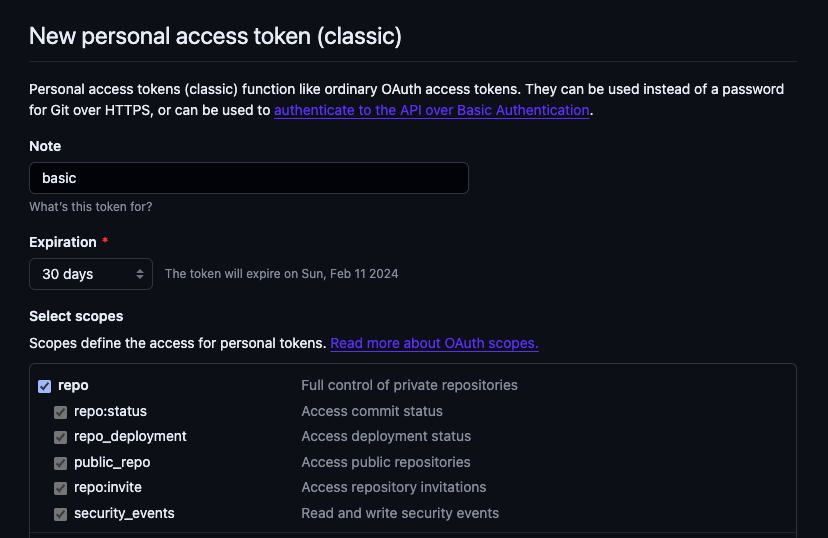 New personal access token (classic)
Personal access tokens (classic) function like ordinary OAuth access tokens. They can be used instead of a password
for Git over HTTPS, or can be used to authenticate to the API over Basic Authentication.
Note
basic
What's this token for?
Expiration *
30 days The token will expire on Sun, Feb 11 2024
Select scopes
Scopes define the access for personal tokens. Read more about OAuth scopes.
repo Full control of private repositories
repo:status Access commit status
repo_deployment Access deployment status
public_repo Access public repositories
repo:invite Access repository invitations
security_events Read and write security events